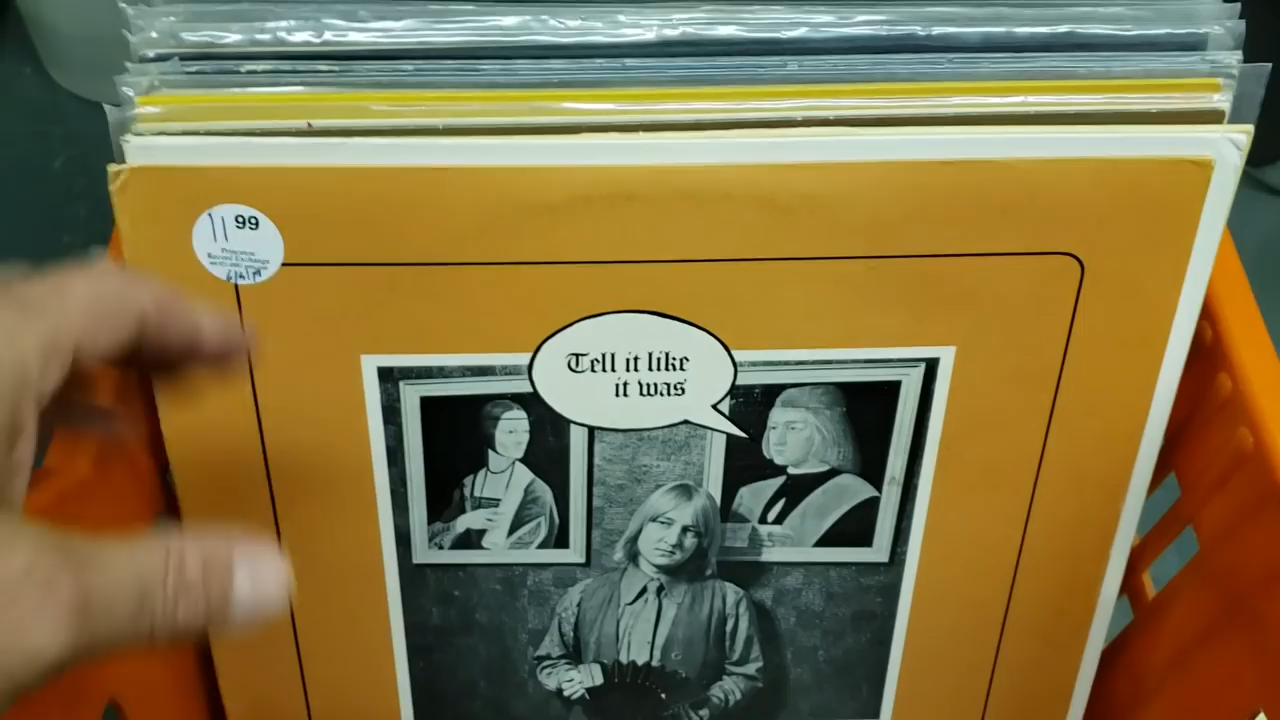 11 99
Princeton
Record Exchange
Tell it like
it was